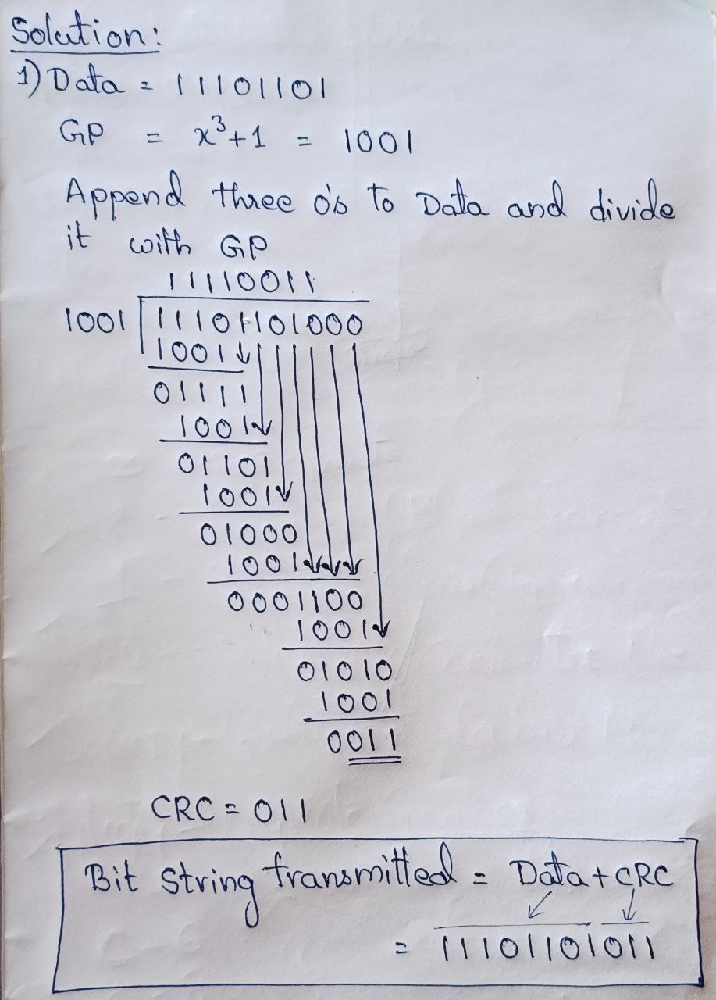 Solution:
1) Data = 11101101
GP = x³+1 = 1001
Append three 0's to Data and divide
it with GP
11110011
1001 11101101000
1001
01111
1001
01101
1001
01000
1001
0001100
1001
01010
1001
0011
CRC = 011
Bit String transmitted = Data + CRC
= 11101101011